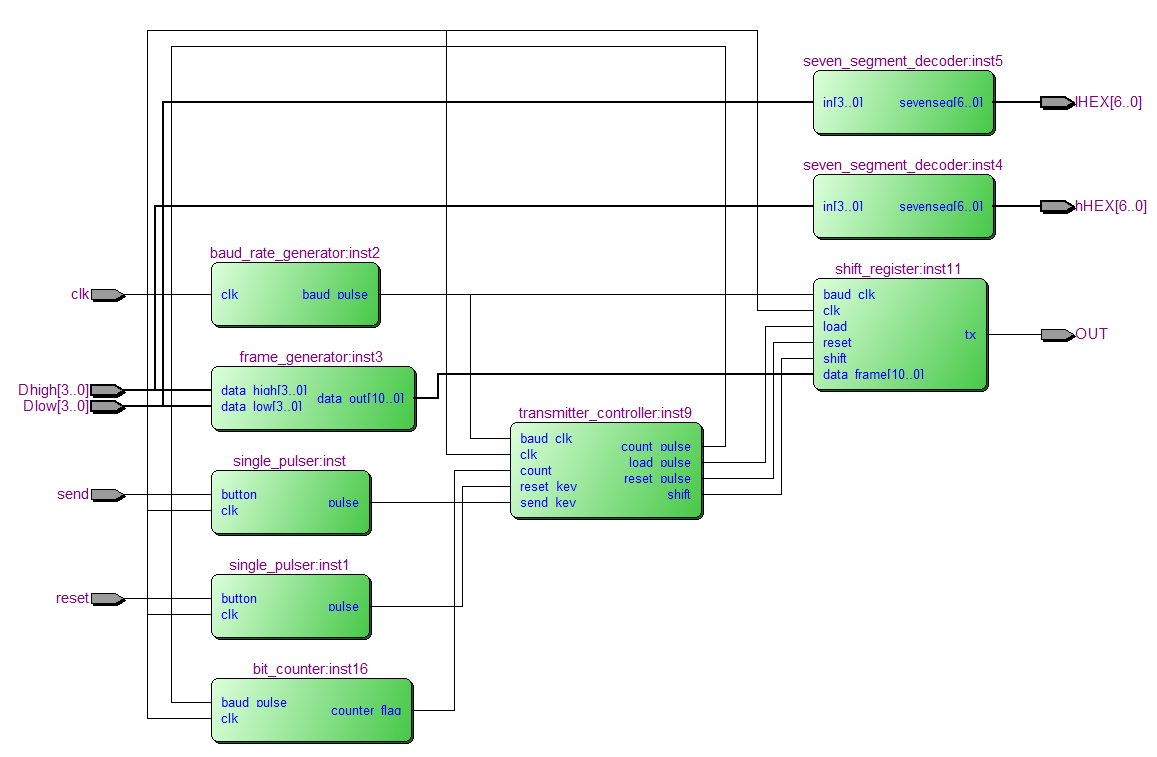 seven_segment_decoder:inst5
in[3..0] sevenseg[6..0]
lHEX[6..0]
seven_segment_decoder:inst4
in[3..0] sevenseg[6..0]
hHEX[6..0]
baud_rate_generator:inst2
clk
clk baud_pulse
shift_register:inst11
baud_clk
clk
load
reset
shift
data_frame[10..0]
tx
OUT
frame_generator:inst3
Dhigh[3..0]
Dlow[3..0]
data_high[3..0]
data_low[3..0]
data_out[10..0]
transmitter_controller:inst9
baud_clk
clk
count
reset_key
send_key
count_pulse
load_pulse
reset_pulse
shift
single_pulser:inst
send
button
clk
pulse
single_pulser:inst1
reset
button
clk
pulse
bit_counter:inst16
baud_pulse
clk
counter_flag